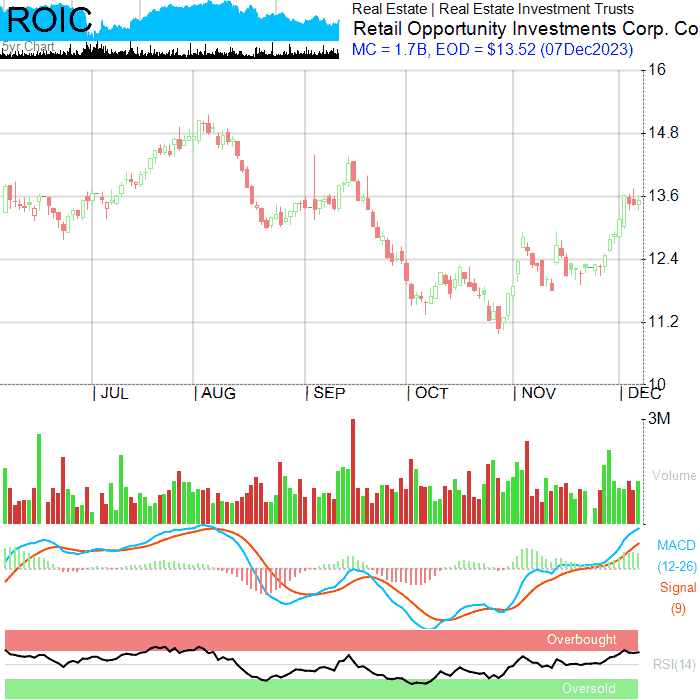 ROIC
5yr Chart
Real Estate | Real Estate Investment Trusts
Retail Opportunity Investments Corp. Co
MC = 1.7B, EOD = $13.52 (07Dec2023)
16
14.8
13.6
12.4
11.2
10
| JUL | AUG | SEP | OCT | NOV | DEC
3M
Volume
MACD
(12-26)
Signal
(9)
Overbought
RSI(14)
Oversold